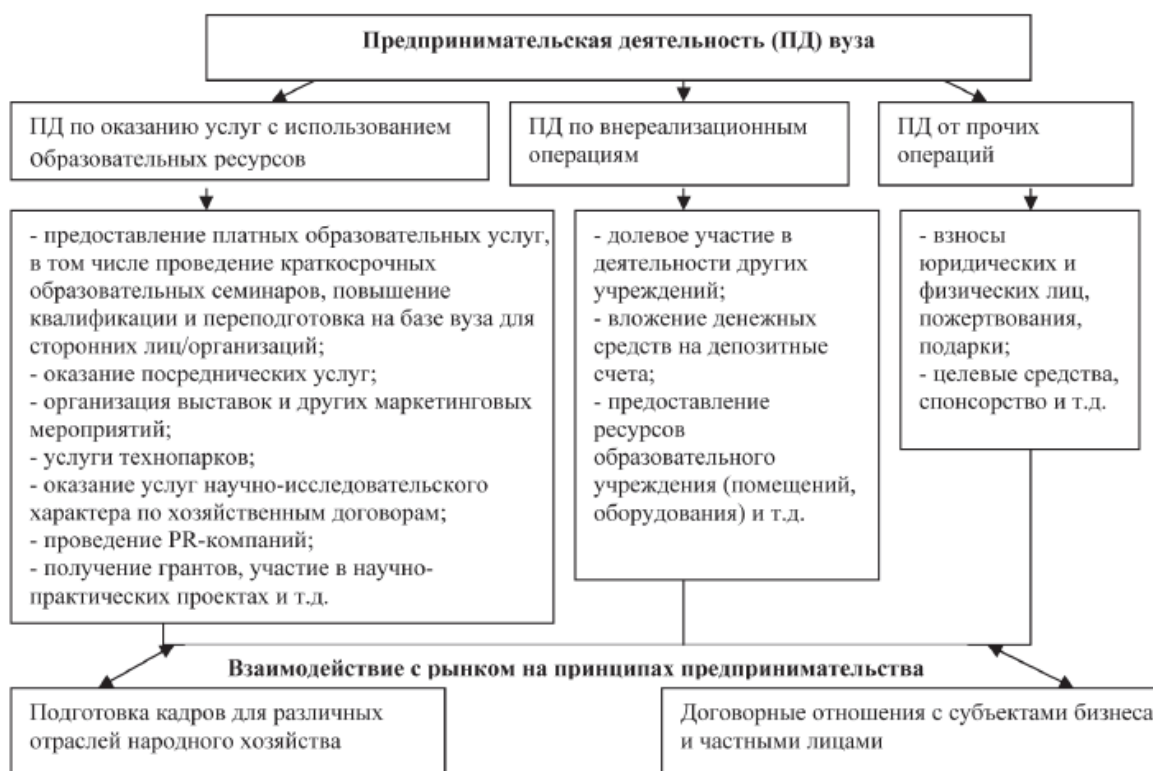 Предпринимательская деятельность (ПД) вуза
ПД по оказанию услуг с использованием
образовательных ресурсов
ПД по внереализационным
операциям
ПД от прочих
операций
- предоставление платных образовательных услуг,
в том числе проведение краткосрочных
образовательных семинаров, повышение
квалификации и переподготовка на базе вуза для
сторонних лиц/организаций;
- оказание посреднических услуг;
- организация выставок и других маркетинговых
мероприятий;
- услуги технопарков;
- оказание услуг научно-исследовательского
характера по хозяйственным договорам;
- проведение PR-компаний;
- получение грантов, участие в научно-
практических проектах и т.д.
- долевое участие в
деятельности других
учреждений;
- вложение денежных
средств на депозитные
счета;
- предоставление
ресурсов
образовательного
учреждения (помещений,
оборудования) и т.д.
- взносы
юридических и
физических лиц,
пожертвования,
подарки;
- целевые средства,
спонсорство и т.д.
Взаимодействие с рынком на принципах предпринимательства
Подготовка кадров для различных
отраслей народного хозяйства
Договорные отношения с субъектами бизнеса
и частными лицами